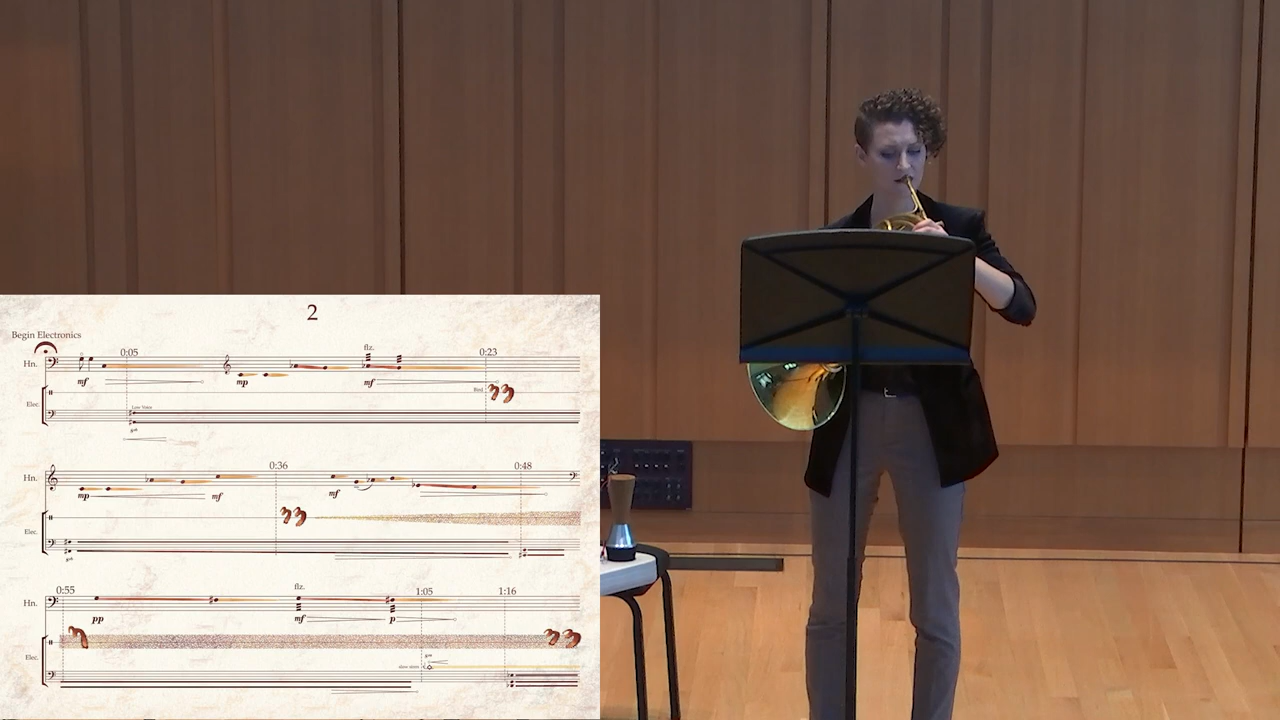 2
Begin Electronics
0:05
flz.
0:23
Hn.
mf
mp
mf
Bird
Elec.
Low Voice
0:36
0:48
Hn.
mp
mf
mf
Elec.
0:55
flz.
1:05
1:16
Hn.
pp
mf
p
Elec.